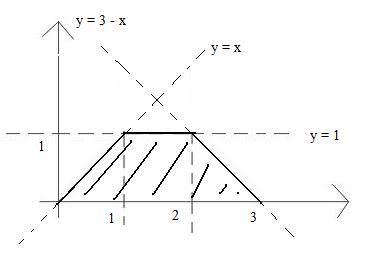 y = 3 - x
y = x
y = 1
1
1
2
3